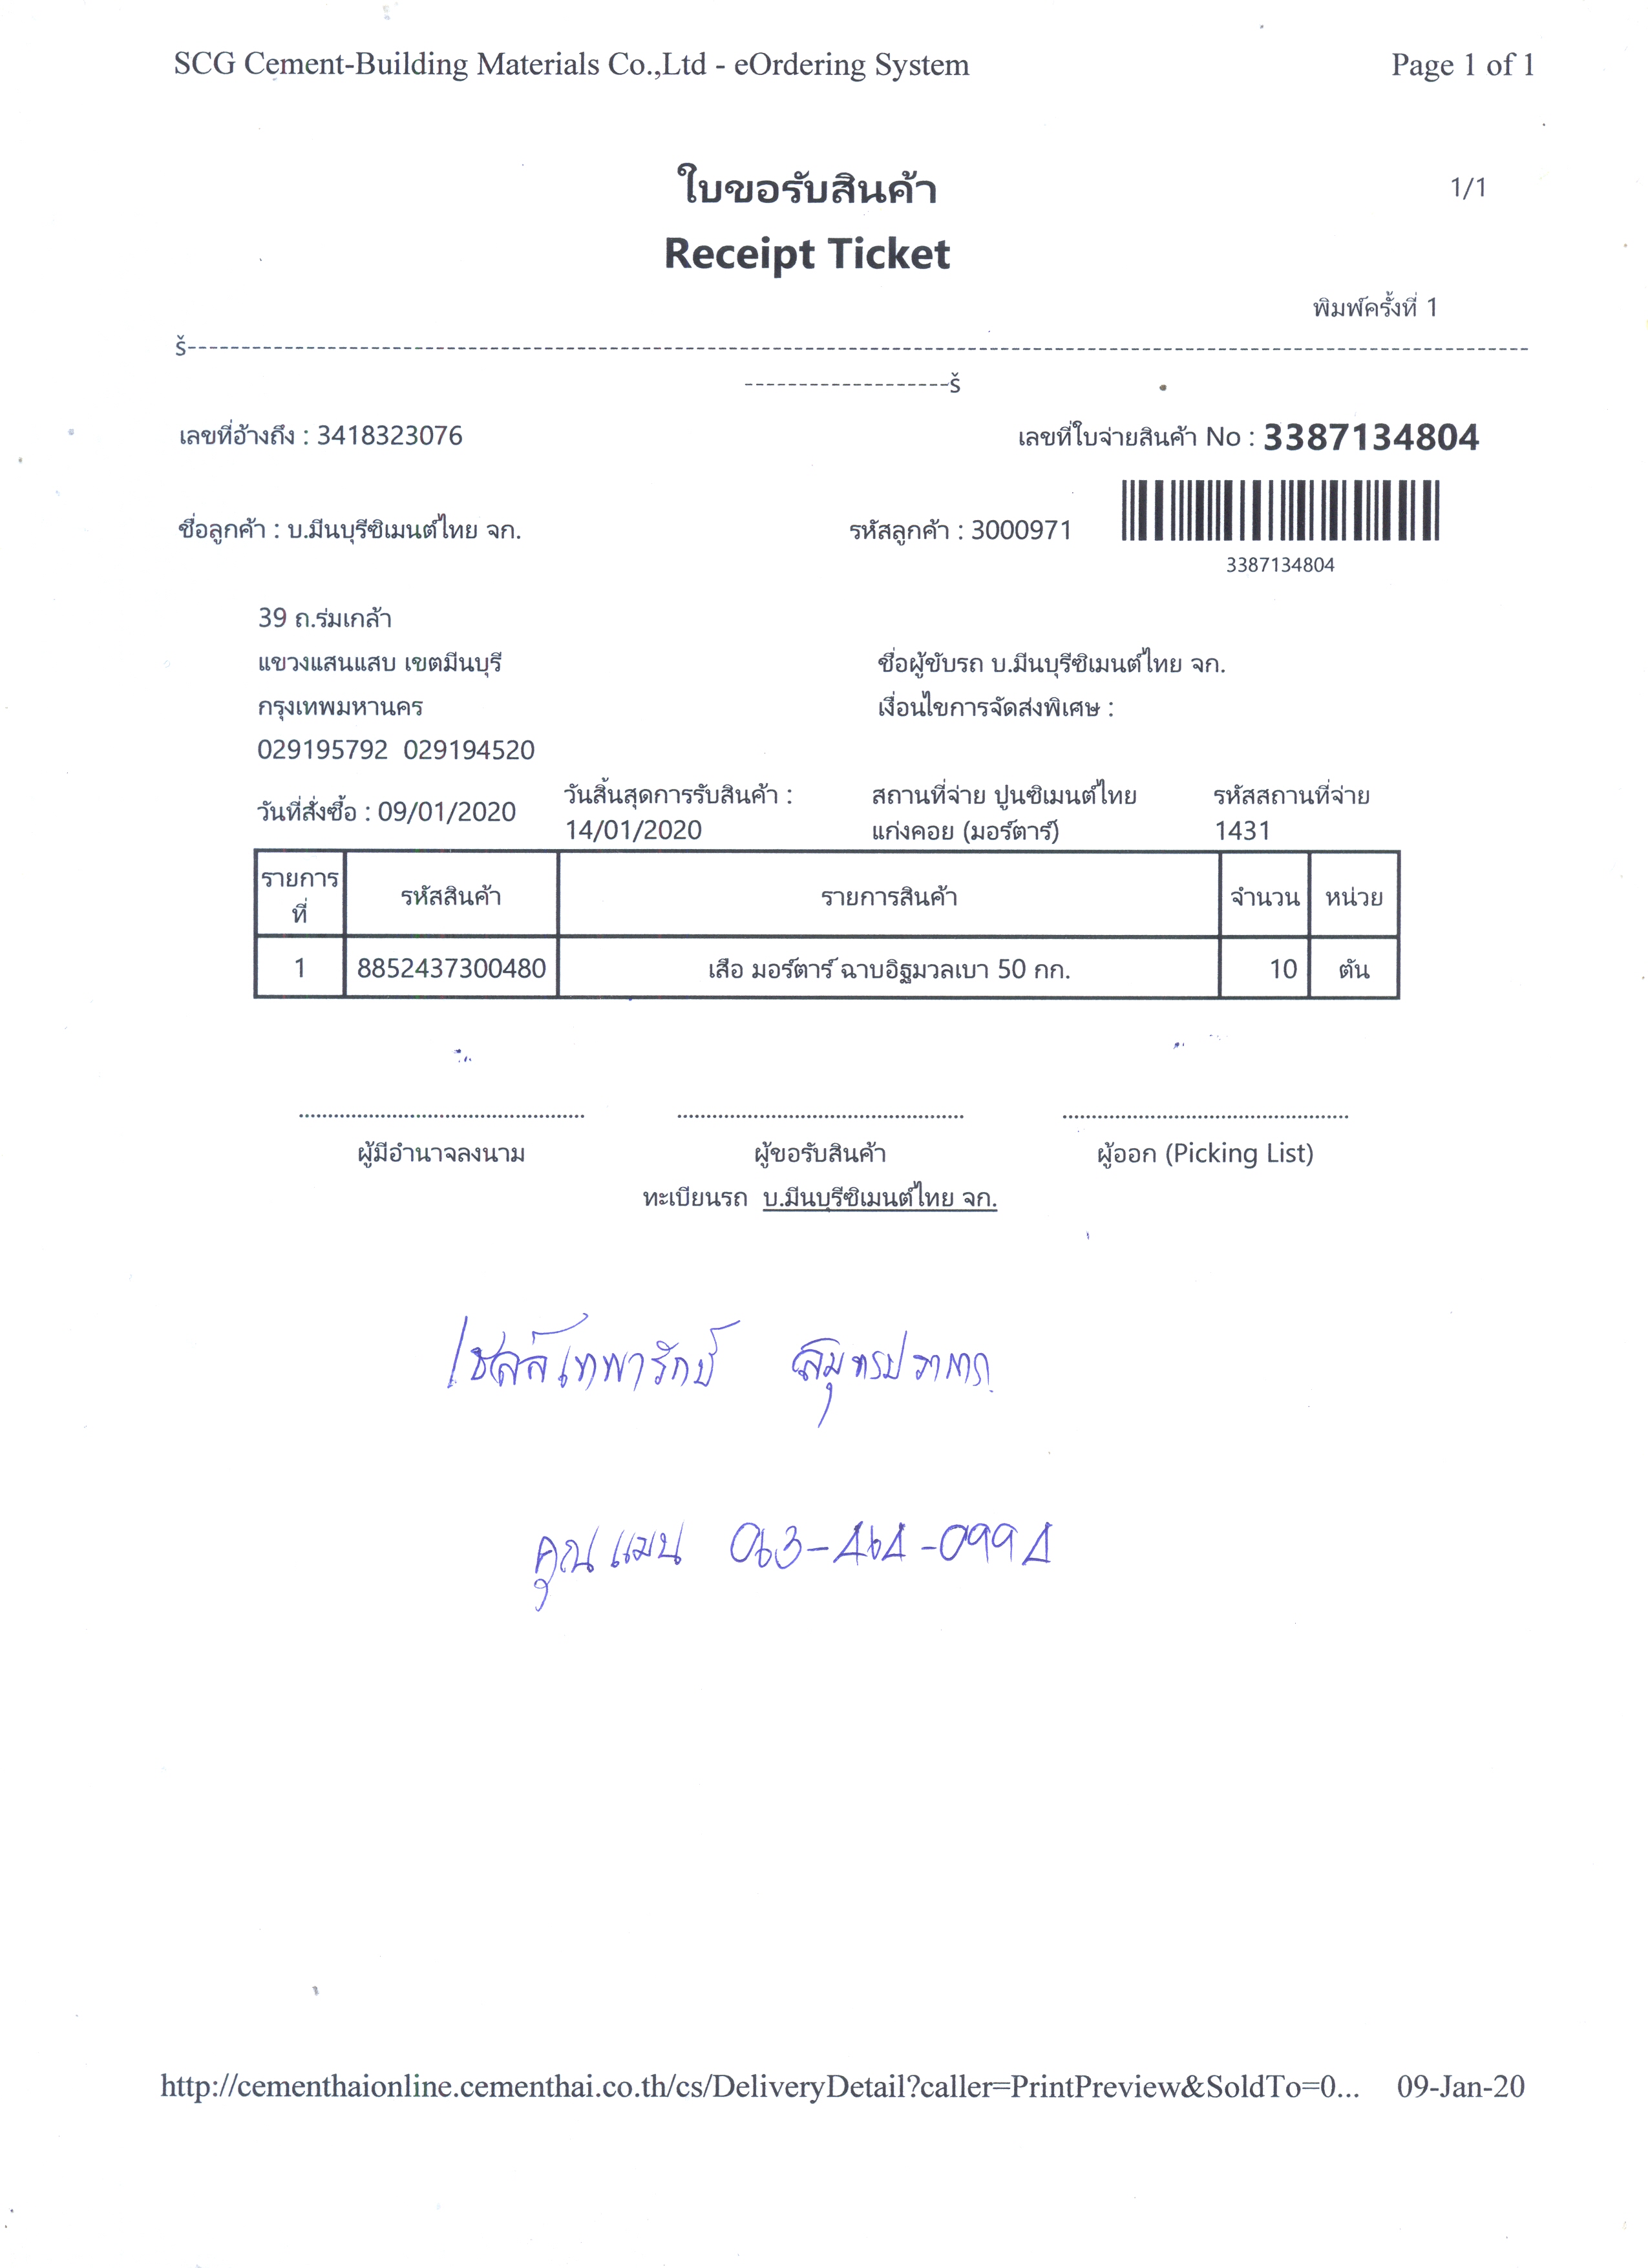 SCG Cement-Building Materials Co.,Ltd - eOrdering System Page 1 of 1
ใบขอรับสินค้า 1/1
Receipt Ticket
พิมพ์ครั้งที่ 1
š--------------------------------------------------------------------------------------------------------------------------
-------------------š
เลขที่อ้างถึง : 3418323076 เลขที่ใบจ่ายสินค้า No : 3387134804
ชื่อลูกค้า : บ.มีนบุรีซิเมนต์ไทย จก. รหัสลูกค้า : 3000971
3387134804
39 ถ.ร่มเกล้า
แขวงแสนแสบ เขตมีนบุรี ชื่อผู้ขับรถ บ.มีนบุรีซิเมนต์ไทย จก.
กรุงเทพมหานคร เงื่อนไขการจัดส่งพิเศษ :
029195792 029194520
วันที่สั่งซื้อ : 09/01/2020 วันสิ้นสุดการรับสินค้า : สถานที่จ่าย ปูนซิเมนต์ไทย รหัสสถานที่จ่าย
14/01/2020 แก่งคอย (มอร์ตาร์) 1431
รายการที่ รหัสสินค้า รายการสินค้า จำนวน หน่วย
1 8852437300480 เสือ มอร์ตาร์ ฉาบอิฐมวลเบา 50 กก. 10 ตัน
ผู้มีอำนาจลงนาม ผู้ขอรับสินค้า ผู้ออก (Picking List)
ทะเบียนรถ บ.มีนบุรีซิเมนต์ไทย จก.
เทพารักษ์ สมุทรปราการ
คุณ แมน 063-464-0994
http://cementhaionline.cementhai.co.th/cs/DeliveryDetail?caller=PrintPreview&SoldTo=0... 09-Jan-20